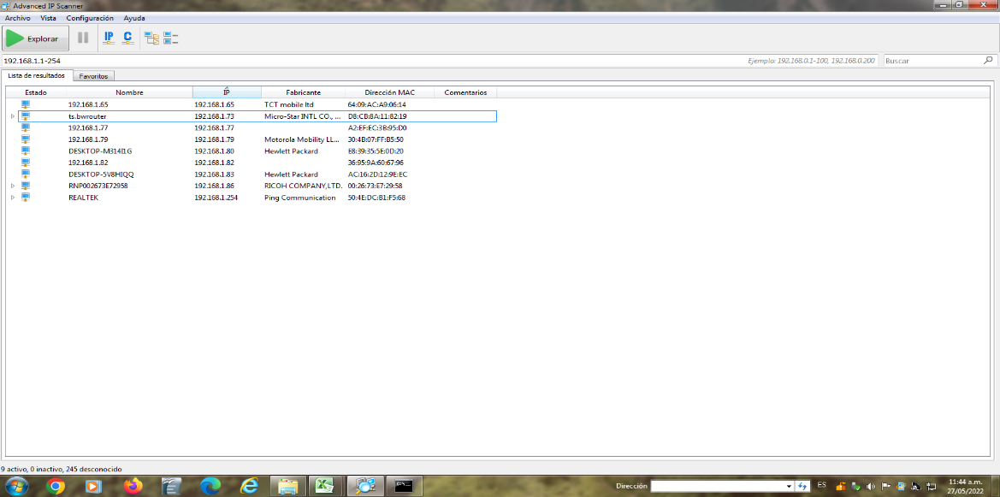 Advanced IP Scanner
Archivo Vista Configuración Ayuda
Explorar IP C
192.168.1.1-254 Ejemplo: 192.168.0.1-100, 192.168.0.200 Buscar
Lista de resultados Favoritos
Estado Nombre IP Fabricante Dirección MAC Comentarios
192.168.1.65 192.168.1.65 TCT mobile ltd 64:09:AC:A9:06:14
ts.bwrouter 192.168.1.73 Micro-Star INTL CO., ... D8:CB:8A:11:82:19
192.168.1.77 192.168.1.77 A2:EF:EC:3B:95:D0
192.168.1.79 192.168.1.79 Motorola Mobility LL... 30:4B:07:FF:B5:50
DESKTOP-M314I1G 192.168.1.80 Hewlett Packard E8:39:35:5E:0D:20
192.168.1.82 192.168.1.82 36:95:9A:60:67:96
DESKTOP-5V8HIQQ 192.168.1.83 Hewlett Packard AC:16:2D:12:9E:EC
RNP002673E72958 192.168.1.86 RICOH COMPANY,LTD. 00:26:73:E7:29:58
REALTEK 192.168.1.254 Ping Communication 50:4E:DC:B1:F5:68
9 activo, 0 inactivo, 245 desconocido
Dirección ES 11:44 a.m.
27/05/2022